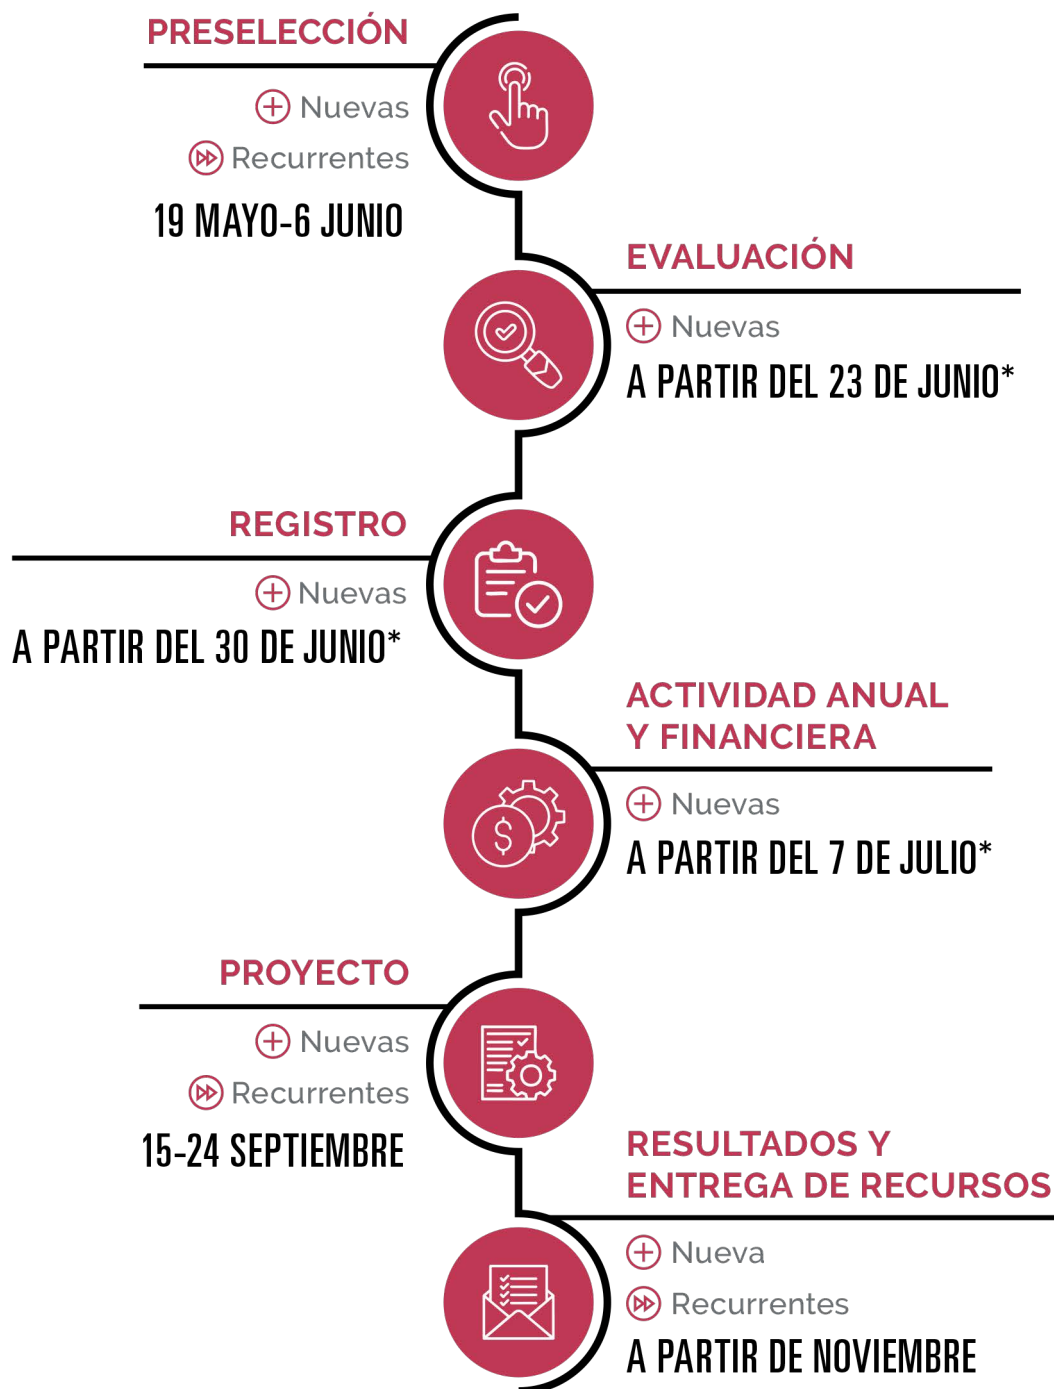 PRESELECCIÓN
Nuevas
Recurrentes
19 MAYO-6 JUNIO
EVALUACIÓN
Nuevas
A PARTIR DEL 23 DE JUNIO*
REGISTRO
Nuevas
A PARTIR DEL 30 DE JUNIO*
ACTIVIDAD ANUAL
Y FINANCIERA
$
Nuevas
A PARTIR DEL 7 DE JULIO*
PROYECTO
Nuevas
Recurrentes
15-24 SEPTIEMBRE
RESULTADOS Y
ENTREGA DE RECURSOS
Nueva
Recurrentes
A PARTIR DE NOVIEMBRE